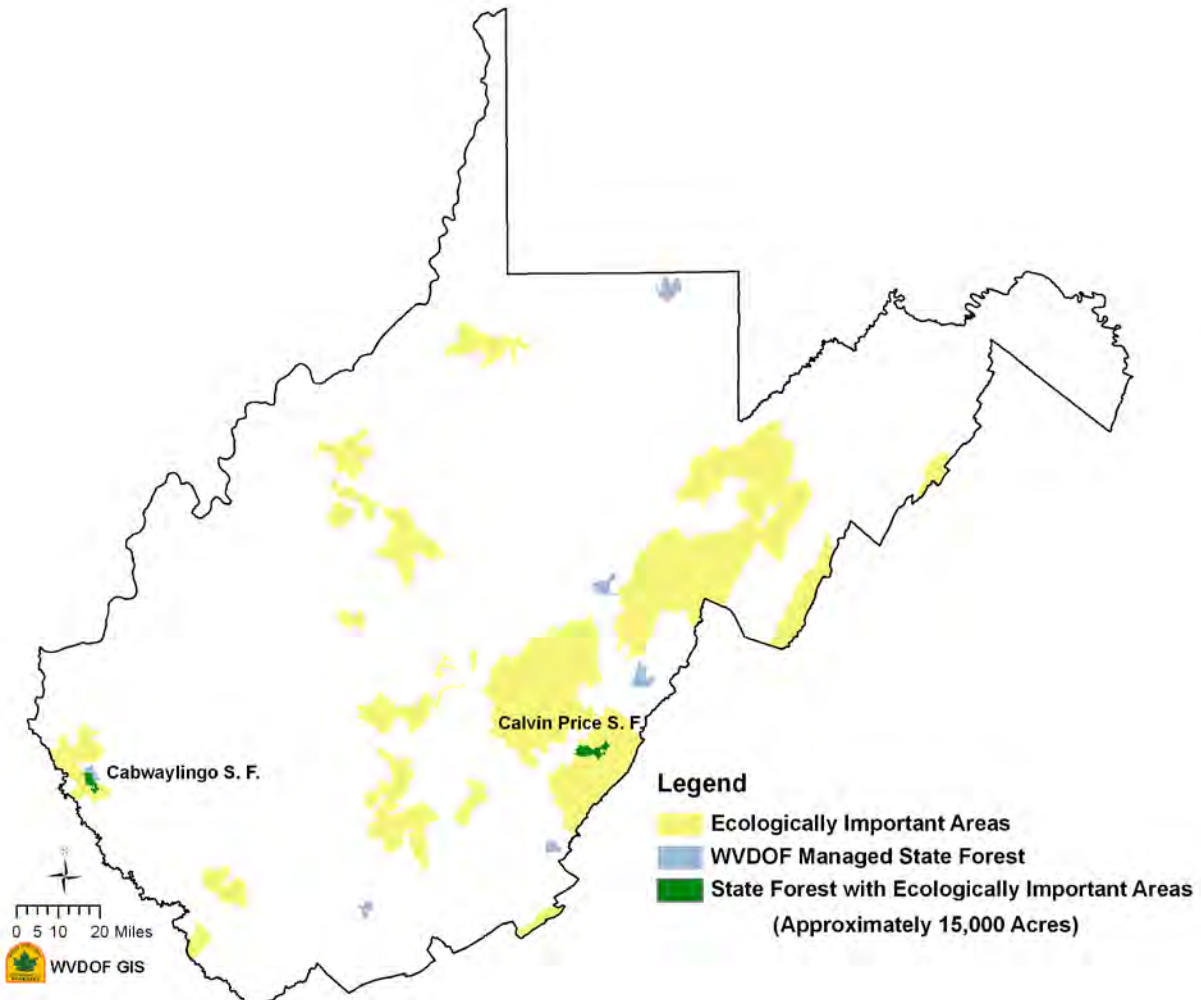 Calvin Price S. F.
Cabwaylingo S. F.
Legend
Ecologically Important Areas
WVDOF Managed State Forest
State Forest with Ecologically Important Areas
(Approximately 15,000 Acres)
0 5 10 20 Miles
WVDOF GIS